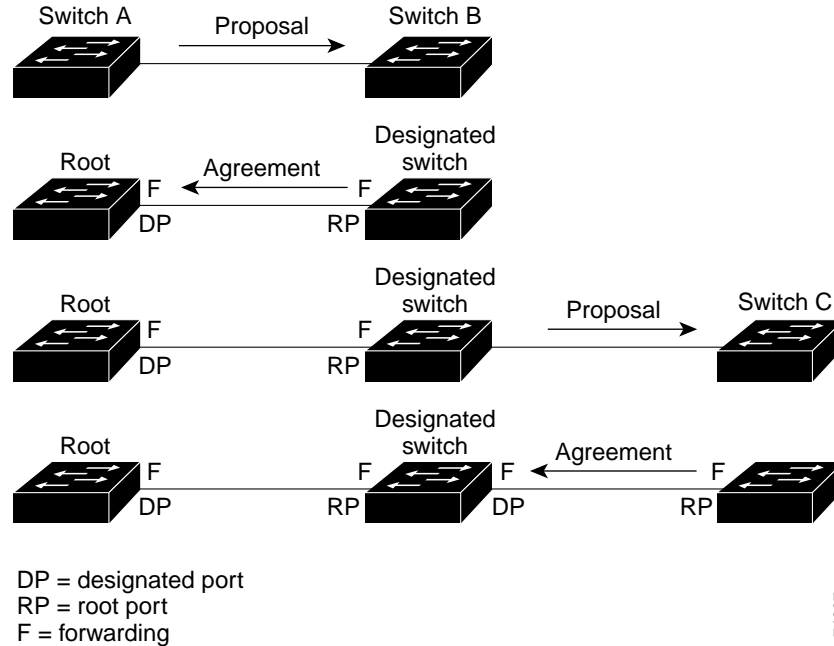 Switch A
Proposal
Switch B
Root
Agreement
Designated
switch
F
F
DP
RP
Root
Designated
switch
Proposal
Switch C
F
F
DP
RP
Root
Designated
switch
Agreement
F
F
F
F
DP
RP
DP
RP
DP = designated port
RP = root port
F = forwarding